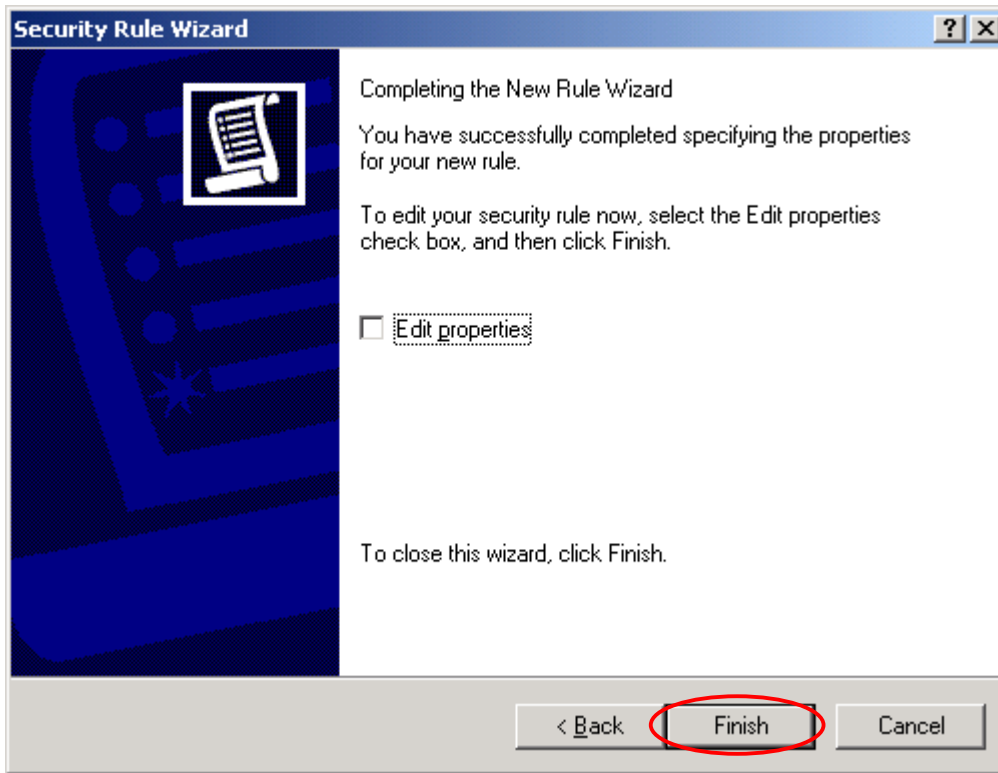 Security Rule Wizard
Completing the New Rule Wizard
You have successfully completed specifying the properties
for your new rule.
To edit your security rule now, select the Edit properties
check box, and then click Finish.
Edit properties
To close this wizard, click Finish.
< Back Finish Cancel